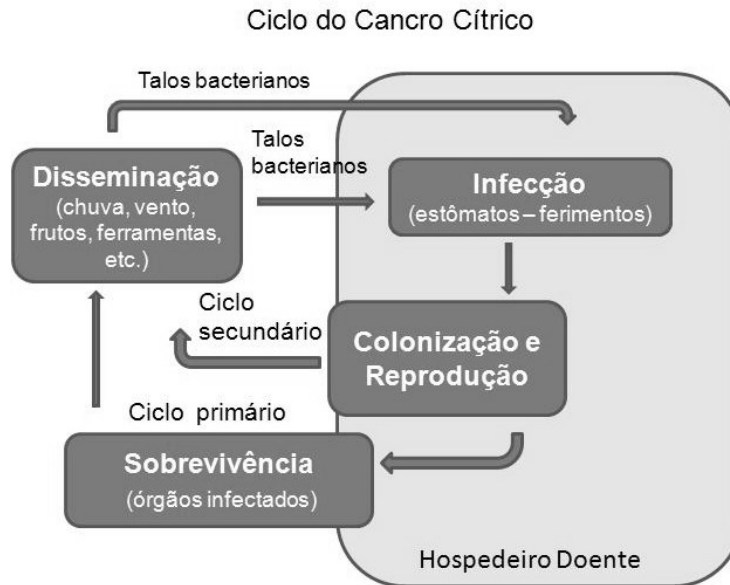 Ciclo do Cancro Cítrico
Talos bacterianos
Talos
bacterianos
Disseminação
(chuva, vento,
frutos, ferramentas,
etc.)
Infecção
(estômatos – ferimentos)
Ciclo
secundário
Colonização e
Reprodução
Ciclo primário
Sobrevivência
(órgãos infectados)
Hospedeiro Doente